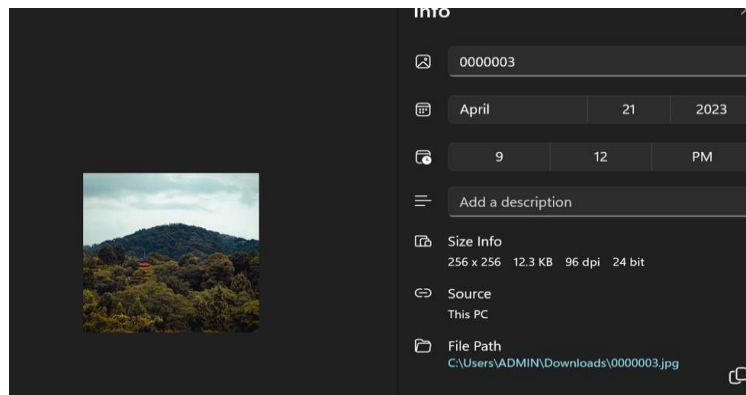 Info
0000003
April 21 2023
9 12 PM
Add a description
Size Info
256 x 256 12.3 KB 96 dpi 24 bit
Source
This PC
File Path
C:\Users\ADMIN\Downloads\0000003.jpg